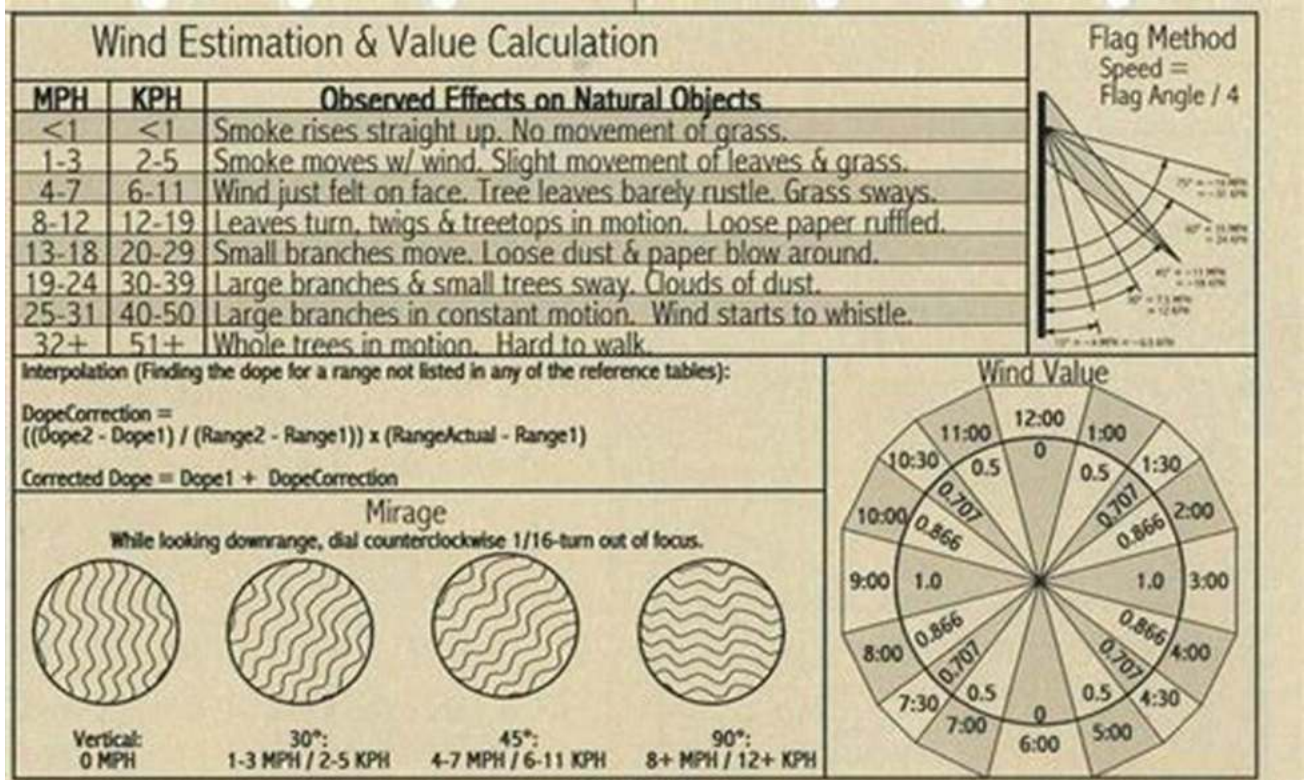 Wind Estimation & Value Calculation
MPH KPH Observed Effects on Natural Objects
<1 <1 Smoke rises straight up. No movement of grass.
1-3 2-5 Smoke moves w/ wind. Slight movement of leaves & grass.
4-7 6-11 Wind just felt on face. Tree leaves barely rustle. Grass sways.
8-12 12-19 Leaves turn, twigs & treetops in motion. Loose paper ruffled.
13-18 20-29 Small branches move. Loose dust & paper blow around.
19-24 30-39 Large branches & small trees sway. Clouds of dust.
25-31 40-50 Large branches in constant motion. Wind starts to whistle.
32+ 51+ Whole trees in motion. Hard to walk.
Flag Method
Speed =
Flag Angle / 4
Interpolation (Finding the dope for a range not listed in any of the reference tables):
DopeCorrection =
((Dope2 - Dope1) / (Range2 - Range1)) x (RangeActual - Range1)
Corrected Dope = Dope1 + DopeCorrection
Mirage
While looking downrange, dial counterclockwise 1/16-turn out of focus.
Vertical:
0 MPH
30°:
1-3 MPH / 2-5 KPH
45°:
4-7 MPH / 6-11 KPH
90°:
8+ MPH / 12+ KPH
Wind Value
12:00
0
1:00
0.5
1:30
0.707
2:00
0.866
3:00
1.0
4:00
0.866
4:30
0.707
5:00
0.5
6:00
0
7:00
0.5
7:30
0.707
8:00
0.866
9:00
1.0
10:00
0.866
10:30
0.707
11:00
0.5